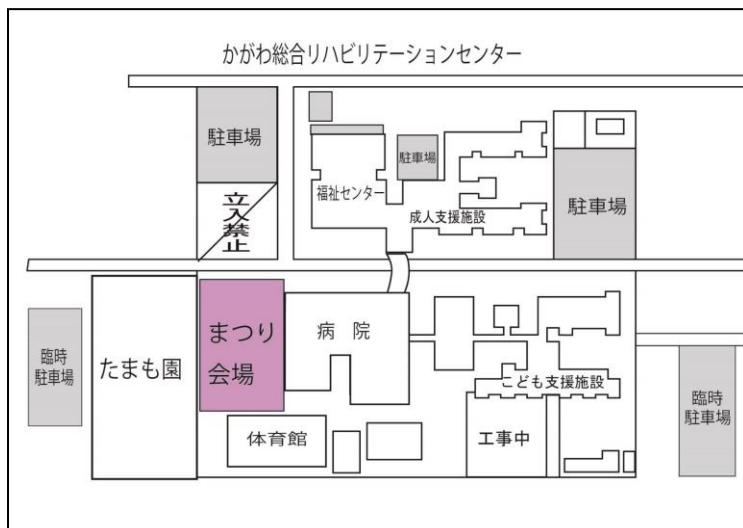 かがわ総合リハビリテーションセンター
駐車場
駐車場
福祉センター
立入禁止
成人支援施設
駐車場
まつり
会場
病　院
臨時
駐車場
たまも園
こども支援施設
臨時
駐車場
体育館
工事中